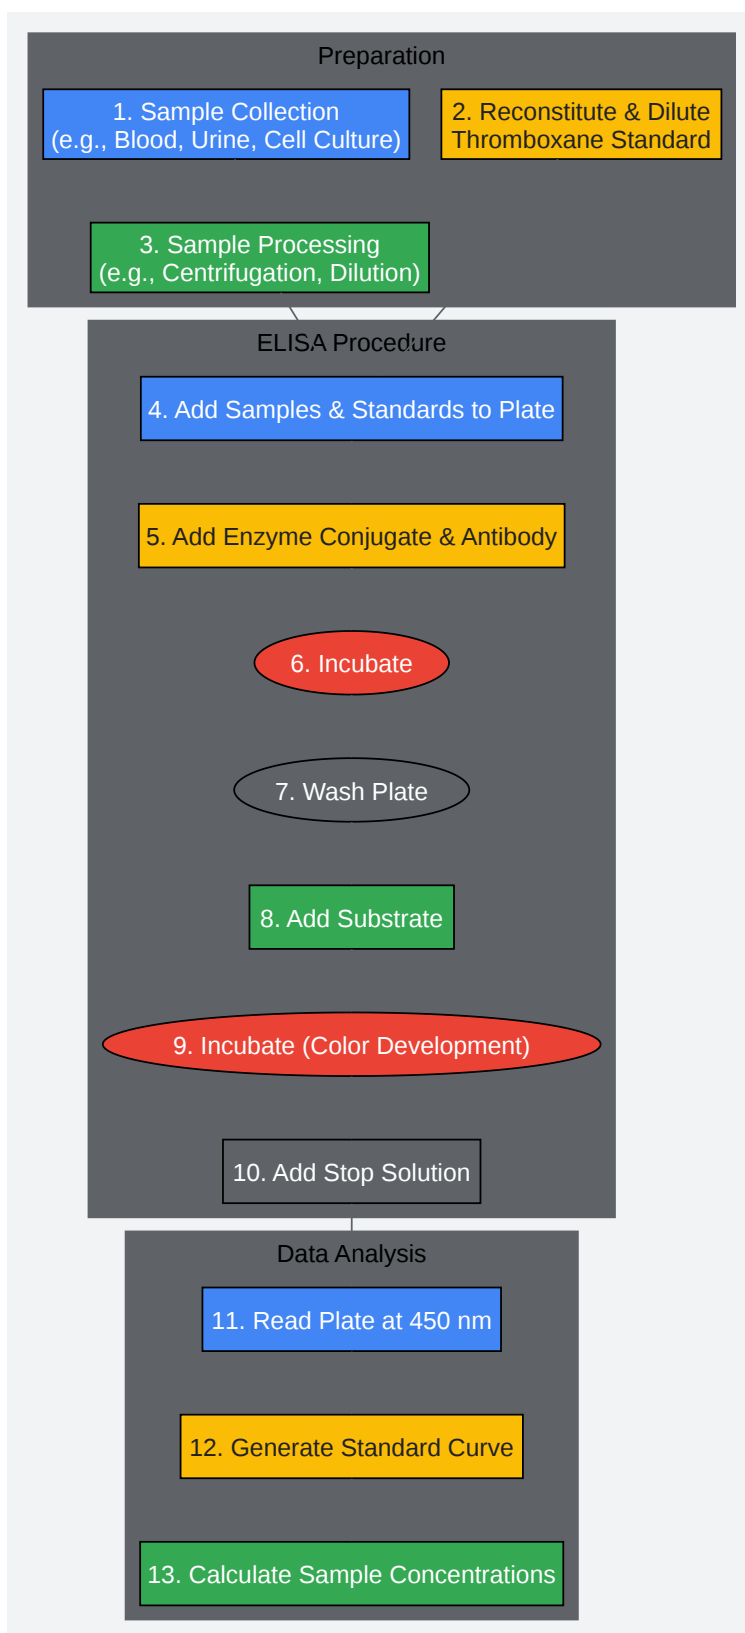 Preparation
1. Sample Collection
(e.g., Blood, Urine, Cell Culture)
2. Reconstitute & Dilute
Thromboxane Standard
3. Sample Processing
(e.g., Centrifugation, Dilution)
ELISA Procedure
4. Add Samples & Standards to Plate
5. Add Enzyme Conjugate & Antibody
6. Incubate
7. Wash Plate
8. Add Substrate
9. Incubate (Color Development)
10. Add Stop Solution
Data Analysis
11. Read Plate at 450 nm
12. Generate Standard Curve
13. Calculate Sample Concentrations